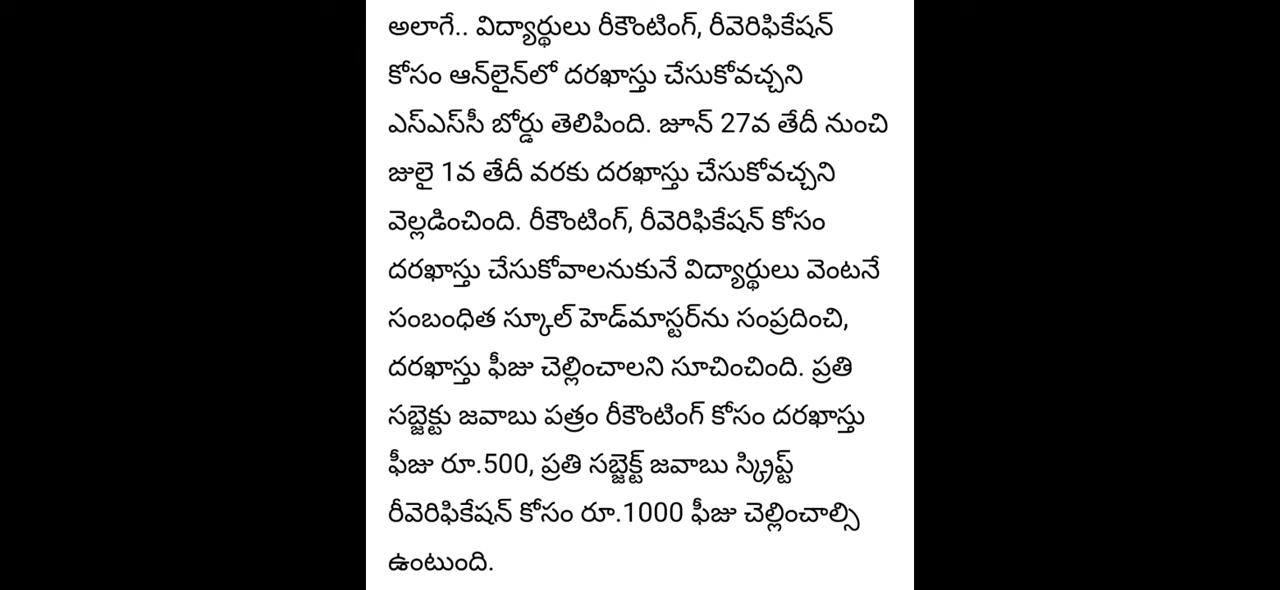 అలాగే.. విద్యార్థులు రీకౌంటింగ్, రీవెరిఫికేషన్
కోసం ఆన్‌లైన్‌లో దరఖాస్తు చేసుకోవచ్చని
ఎస్ఎస్‌సీ బోర్డు తెలిపింది. జూన్ 27వ తేదీ నుంచి
జులై 1వ తేదీ వరకు దరఖాస్తు చేసుకోవచ్చని
వెల్లడించింది. రీకౌంటింగ్, రీవెరిఫికేషన్ కోసం
దరఖాస్తు చేసుకోవాలనుకునే విద్యార్థులు వెంటనే
సంబంధిత స్కూల్ హెడ్‌మాస్టర్‌ను సంప్రదించి,
దరఖాస్తు ఫీజు చెల్లించాలని సూచించింది. ప్రతి
సబ్జెక్టు జవాబు పత్రం రీకౌంటింగ్ కోసం దరఖాస్తు
ఫీజు రూ.500, ప్రతి సబ్జెక్ట్ జవాబు స్క్రిప్ట్
రీవెరిఫికేషన్ కోసం రూ.1000 ఫీజు చెల్లించాల్సి
ఉంటుంది.